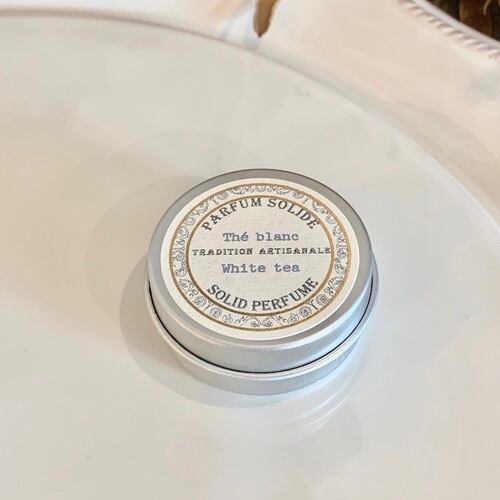 PARFUM SOLIDE
Thé blanc
TRADITION ARTISANALE
White tea
SOLID PERFUME